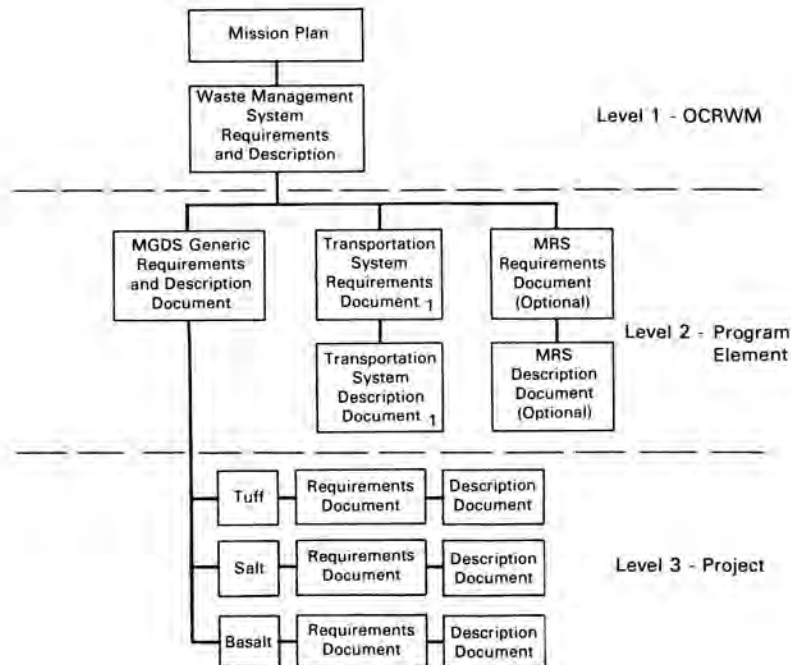 Mission Plan
Waste Management
System
Requirements
and Description
Level 1 - OCRWM
MGDS Generic
Requirements
and Description
Document
Transportation
System
Requirements
Document 1
MRS
Requirements
Document
(Optional)
Transportation
System
Description
Document 1
MRS
Description
Document
(Optional)
Level 2 - Program
Element
Tuff
Requirements
Document
Description
Document
Salt
Requirements
Document
Description
Document
Level 3 - Project
Basalt
Requirements
Document
Description
Document